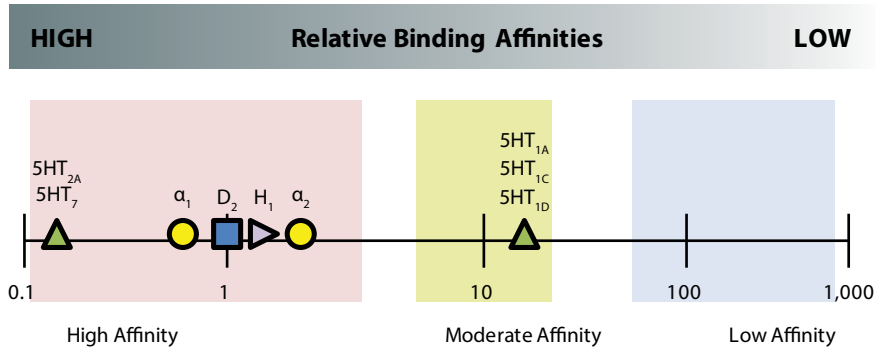 HIGH Relative Binding Affinities LOW
5HT2A
5HT7
α1 D2 H1 α2
5HT1A
5HT1C
5HT1D
0.1 1 10 100 1,000
High Affinity Moderate Affinity Low Affinity